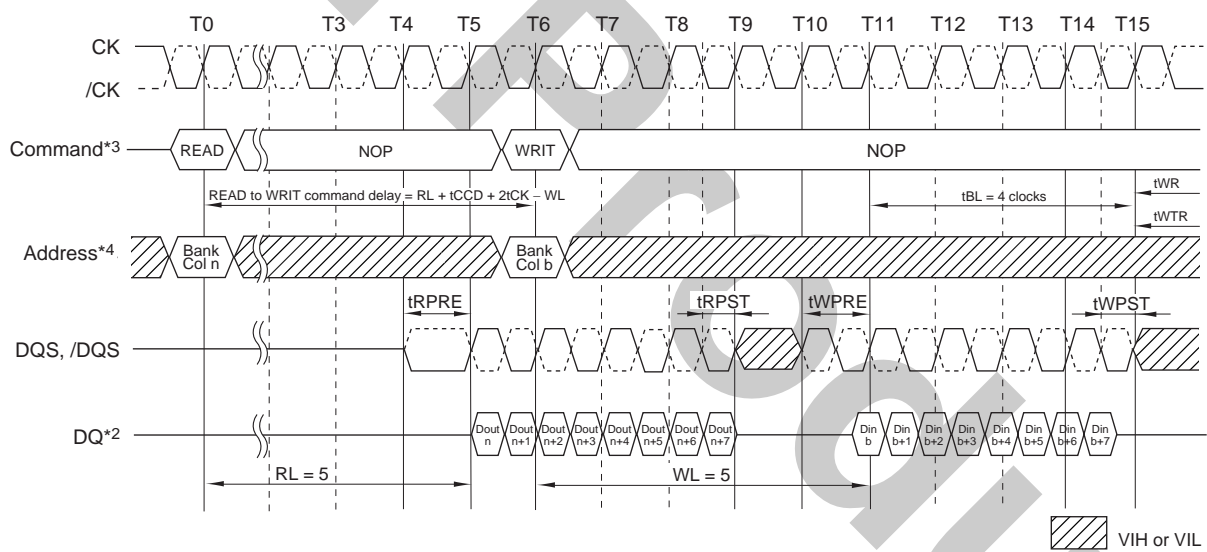 T0 T3 T4 T5 T6 T7 T8 T9 T10 T11 T12 T13 T14 T15
CK
/CK
Command*3 READ NOP WRIT NOP
READ to WRIT command delay = RL + tCCD + 2tCK – WL
tBL = 4 clocks
tWR
tWTR
Address*4 Bank Col n Bank Col b
tRPRE tRPST tWPRE tWPST
DQS, /DQS
DQ*2 Dout n Dout n+1 Dout n+2 Dout n+3 Dout n+4 Dout n+5 Dout n+6 Dout n+7 Din b Din b+1 Din b+2 Din b+3 Din b+4 Din b+5 Din b+6 Din b+7
RL = 5 WL = 5
VIH or VIL